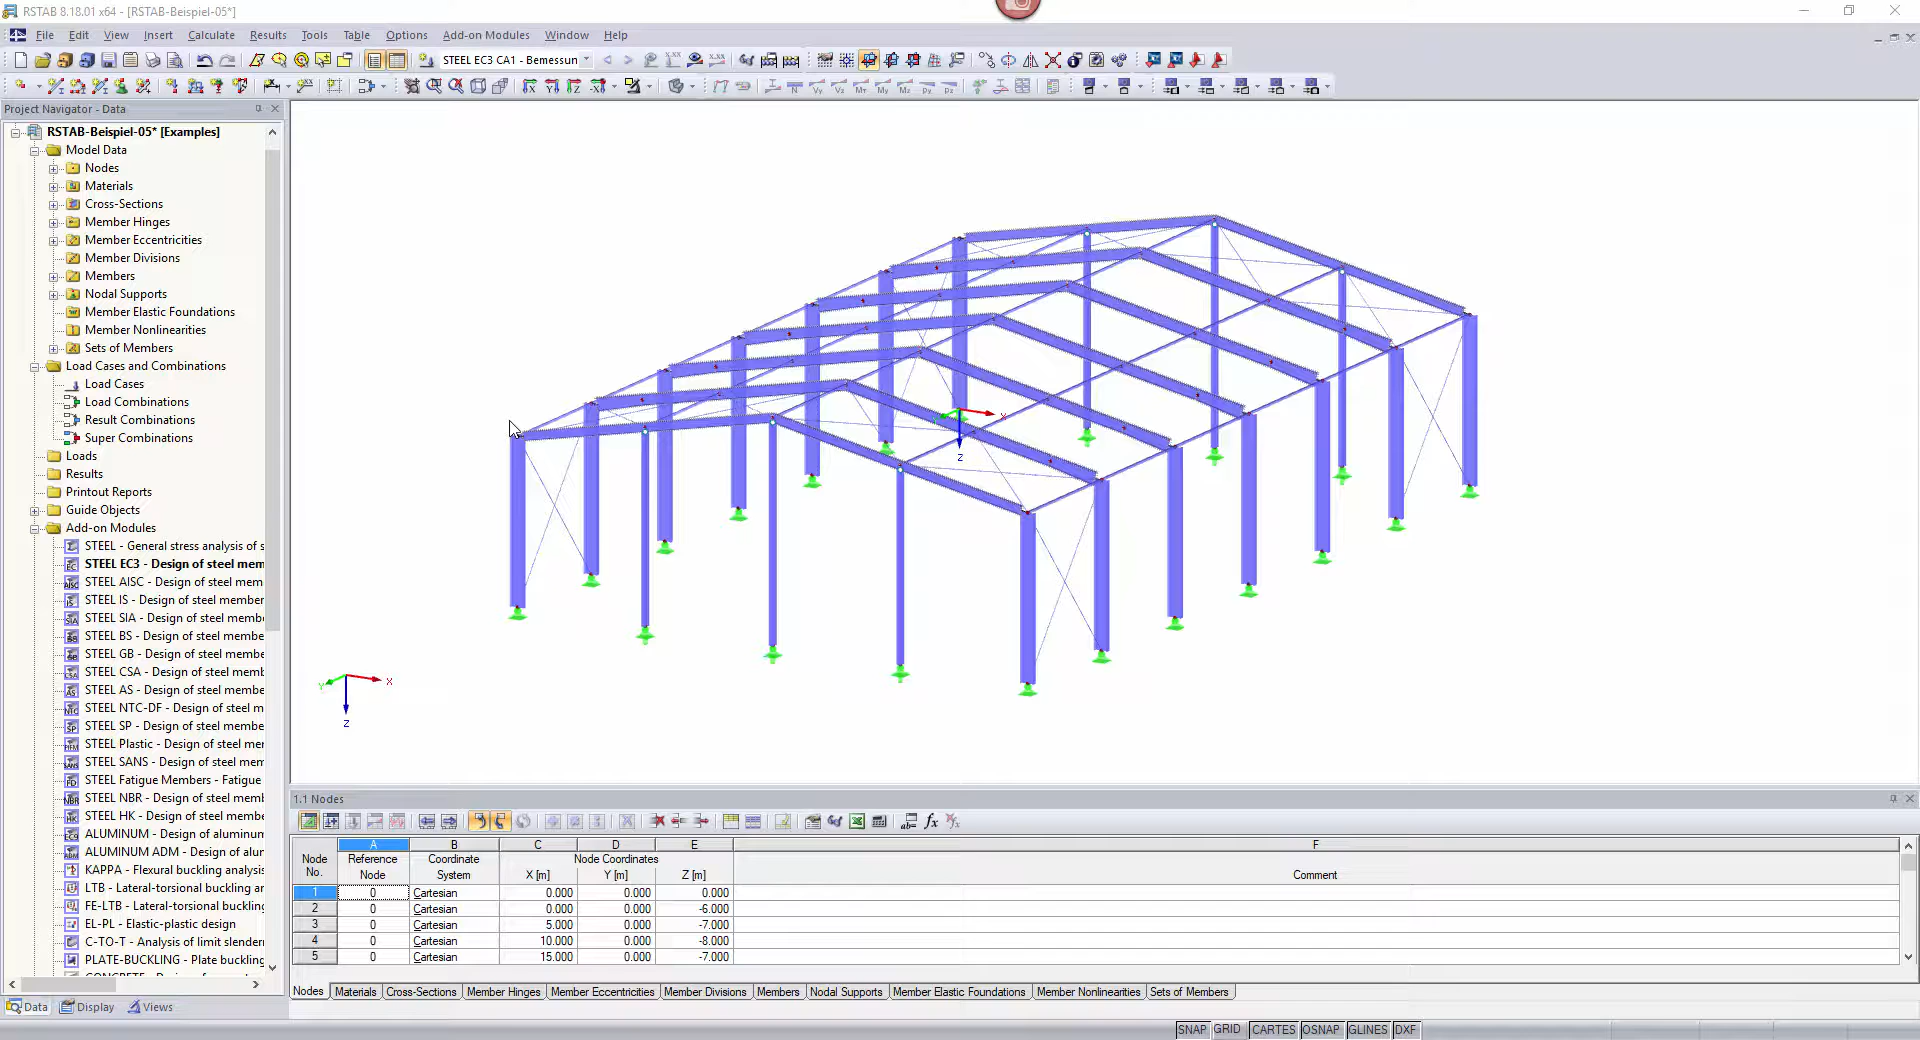 RSTAB 8.18.01 x64 - [RSTAB-Beispiel-05*]
File Edit View Insert Calculate Results Tools Table Options Add-on Modules Window Help
STEEL EC3 CA1 - Bemessun
Project Navigator - Data
RSTAB-Beispiel-05* [Examples]
Model Data
Nodes
Materials
Cross-Sections
Member Hinges
Member Eccentricities
Member Divisions
Members
Nodal Supports
Member Elastic Foundations
Member Nonlinearities
Sets of Members
Load Cases and Combinations
Load Cases
Load Combinations
Result Combinations
Super Combinations
Loads
Results
Printout Reports
Guide Objects
Add-on Modules
STEEL - General stress analysis of s
STEEL EC3 - Design of steel mem
STEEL AISC - Design of steel mem
STEEL IS - Design of steel membe
STEEL SIA - Design of steel membe
STEEL BS - Design of steel membe
STEEL GB - Design of steel membe
STEEL CSA - Design of steel memb
STEEL AS - Design of steel membe
STEEL NTC-DF - Design of steel m
STEEL SP - Design of steel membe
STEEL Plastic - Design of steel mer
STEEL SANS - Design of steel mem
STEEL Fatigue Members - Fatigue
STEEL NBR - Design of steel memb
STEEL HK - Design of steel membe
ALUMINUM - Design of aluminum
ALUMINUM ADM - Design of alur
KAPPA - Flexural buckling analysis
LTB - Lateral-torsional buckling ar
FE-LTB - Lateral-torsional buckling
EL-PL - Elastic-plastic design
C-TO-T - Analysis of limit slendern
PLATE-BUCKLING - Plate buckling
Data Display Views
X
Z
Y X
Z
1.1 Nodes
A B C D E F
Node Reference Coordinate Node Coordinates
No. Node System X [m] Y [m] Z [m] Comment
1 0 Cartesian 0.000 0.000 0.000
2 0 Cartesian 0.000 0.000 -6.000
3 0 Cartesian 5.000 0.000 -7.000
4 0 Cartesian 10.000 0.000 -8.000
5 0 Cartesian 15.000 0.000 -7.000
Nodes Materials Cross-Sections Member Hinges Member Eccentricities Member Divisions Members Nodal Supports Member Elastic Foundations Member Nonlinearities Sets of Members
SNAP GRID CARTES OSNAP GLINES DXF